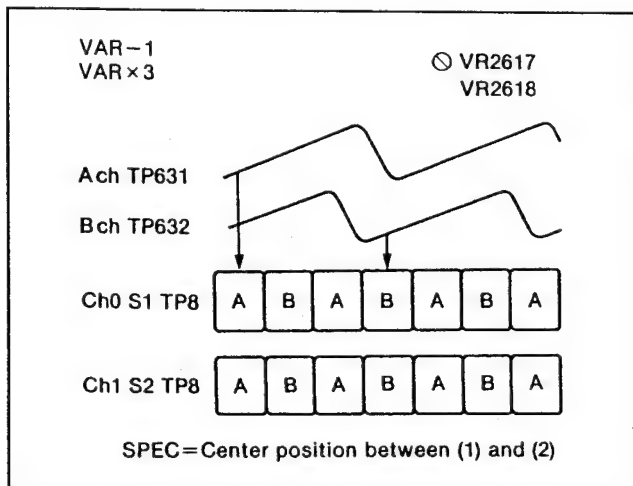 VAR−1
VAR×3
VR2617
VR2618
Ach TP631
Bch TP632
Ch0 S1 TP8 A B A B A B A
Ch1 S2 TP8 A B A B A B A
SPEC=Center position between (1) and (2)